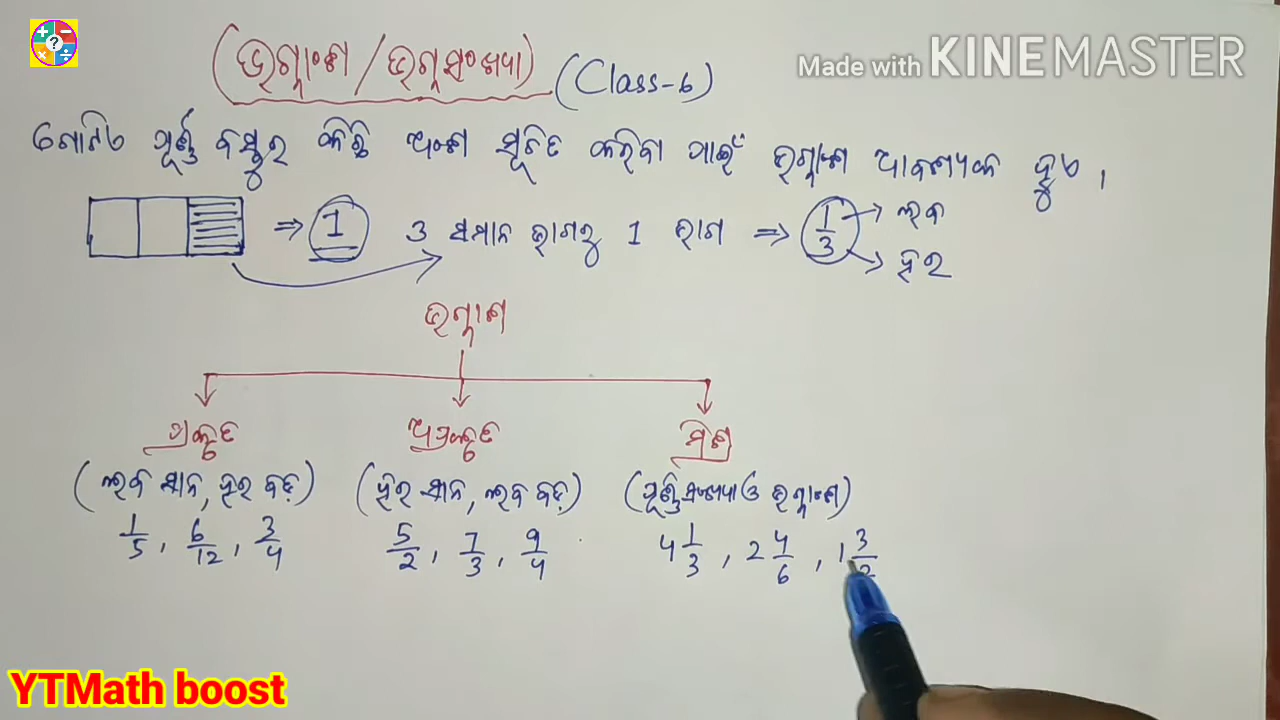 Made with KINEMASTER
(ଭଗ୍ନାଂଶ / ଭଗ୍ନସଂଖ୍ୟା) (Class-6)
ଗୋଟିଏ ପୂର୍ଣ୍ଣ ବସ୍ତୁର କିଛି ଅଂଶ ସୂଚିତ କରିବା ପାଇଁ ଭଗ୍ନାଂଶ ଆବଶ୍ୟକ ହୁଏ ।
⇒ 1 3 ସମାନ ଭାଗରୁ 1 ଭାଗ ⇒ 1/3 → ଲବ
→ ହର
ଭଗ୍ନାଂଶ
ପ୍ରକୃତ ଅପ୍ରକୃତ ମିଶ୍ର
(ଲବ ସାନ, ହର ବଡ଼) (ହର ସାନ, ଲବ ବଡ଼) (ପୂର୍ଣ୍ଣସଂଖ୍ୟା ଓ ଭଗ୍ନାଂଶ)
1/5, 6/12, 3/4 5/2, 7/3, 9/4 4 1/3, 2 4/6, 1 3/2
YTMath boost